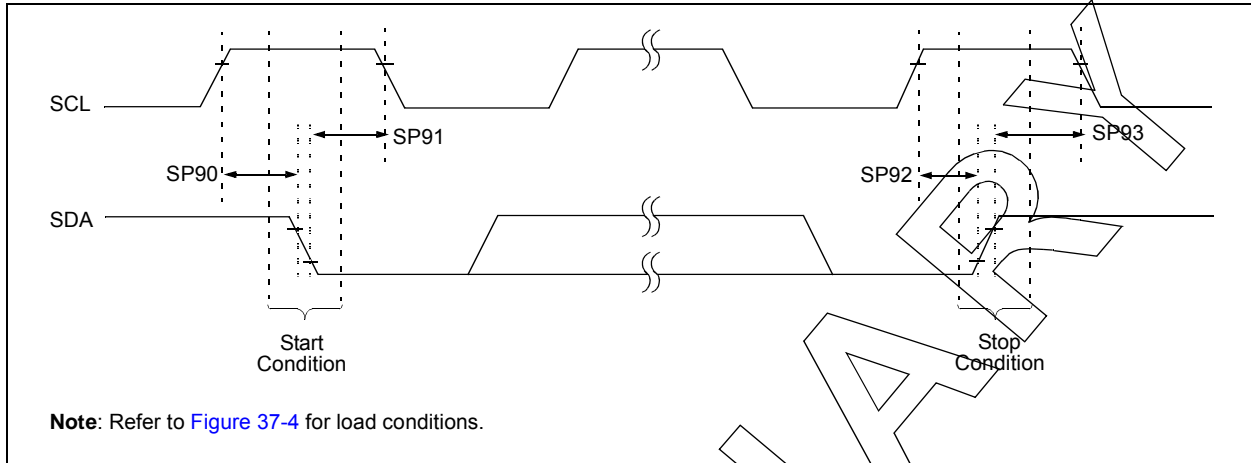 SCL
SP91
SP93
SP90
SP92
SDA
Start
Condition
Stop
Condition
Note: Refer to Figure 37-4 for load conditions.